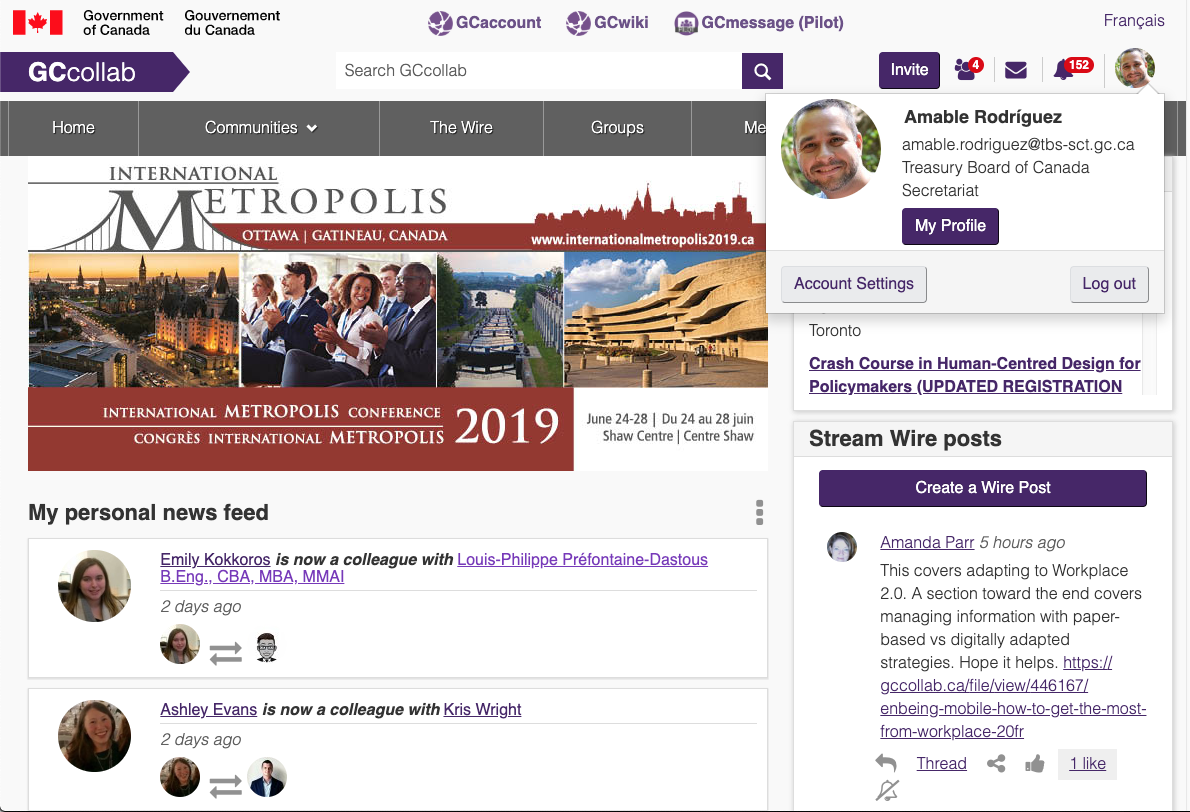 Government
of Canada
Gouvernement
du Canada
GCaccount
GCwiki
GCmessage (Pilot)
Français
GCcollab
Search GCcollab
Invite
4
152
Home
Communities
The Wire
Groups
Me
Amable Rodríguez
amable.rodriguez@tbs-sct.gc.ca
Treasury Board of Canada
Secretariat
My Profile
Account Settings
Log out
INTERNATIONAL
METROPOLIS
OTTAWA | GATINEAU, CANADA
www.internationalmetropolis2019.ca
INTERNATIONAL METROPOLIS CONFERENCE
CONGRÈS INTERNATIONAL METROPOLIS
2019
June 24-28 | Du 24 au 28 juin
Shaw Centre | Centre Shaw
Toronto
Crash Course in Human-Centred Design for
Policymakers (UPDATED REGISTRATION
Stream Wire posts
Create a Wire Post
Amanda Parr 5 hours ago
This covers adapting to Workplace
2.0. A section toward the end covers
managing information with paper-
based vs digitally adapted
strategies. Hope it helps. https://
gccollab.ca/file/view/446167/
enbeing-mobile-how-to-get-the-most-
from-workplace-20fr
Thread
1 like
My personal news feed
Emily Kokkoros is now a colleague with Louis-Philippe Préfontaine-Dastous
B.Eng., CBA, MBA, MMAI
2 days ago
Ashley Evans is now a colleague with Kris Wright
2 days ago